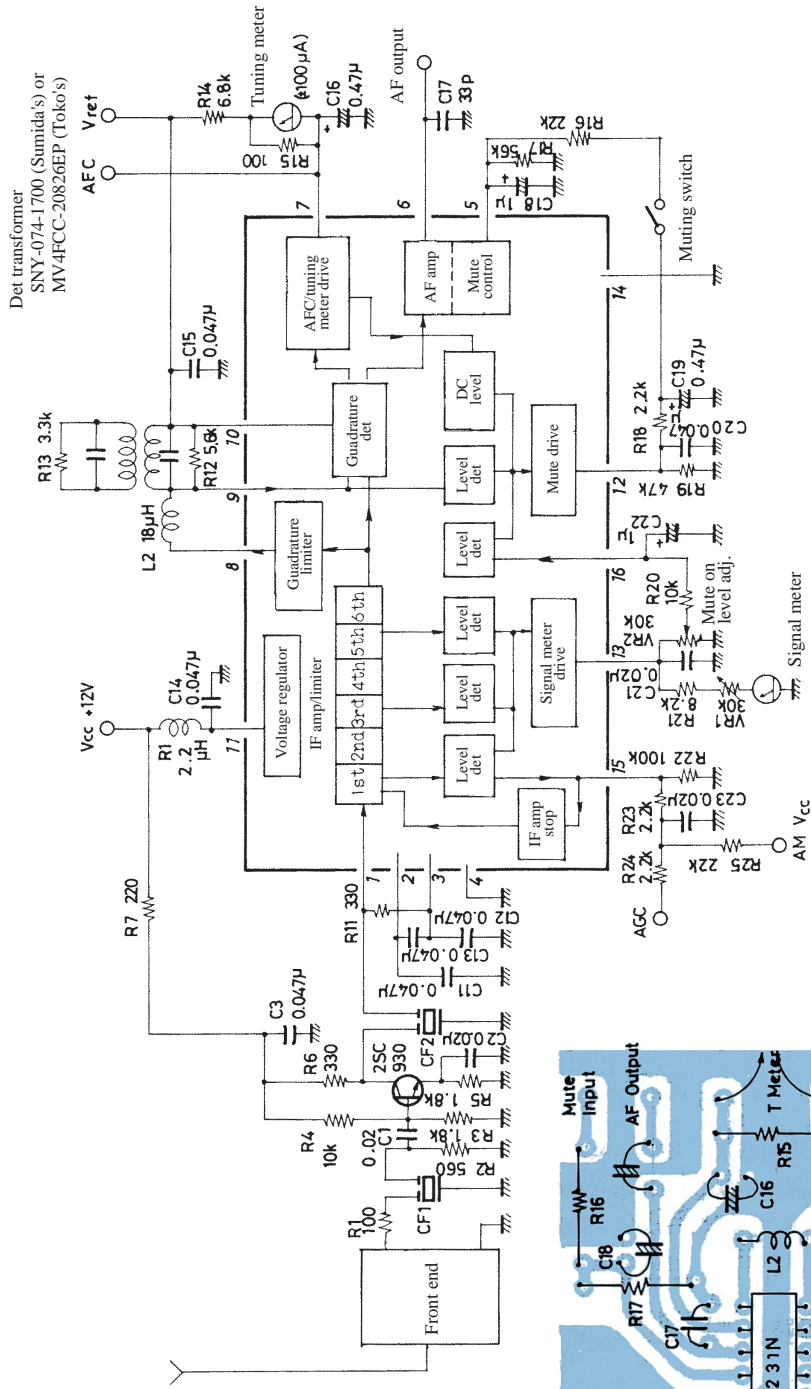 Det transformer
SNY-074-1700 (Sumida's) or
MV4FCC-20826EP (Toko's)
Vref
AFC
R14
6.8k
Tuning meter
(±100µA)
R15
100
C16
0.47µ
+
AF output
C17
33p
R16
22k
R17
56k
C18 1µ
+
Muting switch
7
6
5
14
AFC/tuning
meter drive
AF amp
Mute
control
C15
0.047µ
R13 3.3k
R12 5.6k
10
9
8
L2 18µH
Guadrature
det
Guadrature
limiter
DC
level
Level
det
Level
det
Mute drive
12
16
R18 2.2k
C19
0.47µ
+
C20
0.047µ
R19 47k
C22
1µ
+
R20
10k
Mute on
level adj.
VR2
30k
13
0.02µ
C21
8.2k
R21
30k
VR1
Signal meter
Vcc +12V
R1
2.2
µH
C14
0.047µ
11
Voltage regulator
IF amp/limiter
1st 2nd 3rd 4th 5th 6th
Level
det
Level
det
Level
det
Signal meter
drive
IF amp
stop
15
R22 100k
C23 0.02µ
R23
2.2k
R24
2.2k
R25
22k
AM Vcc
AGC
R7 220
1
2
3
4
R11 330
C12 0.047µ
C13 0.047µ
C11
0.047µ
C3
0.047µ
R6
330
2SC
930
CF2
C2 0.02µ
R5 1.8k
R4
10k
R3 1.8k
C1
0.02
R2 560
CF1
R1
100
Front end
Mute
Input
AF Output
T Meter
R15
R16
C18
R17
C17
C16
L2
231N